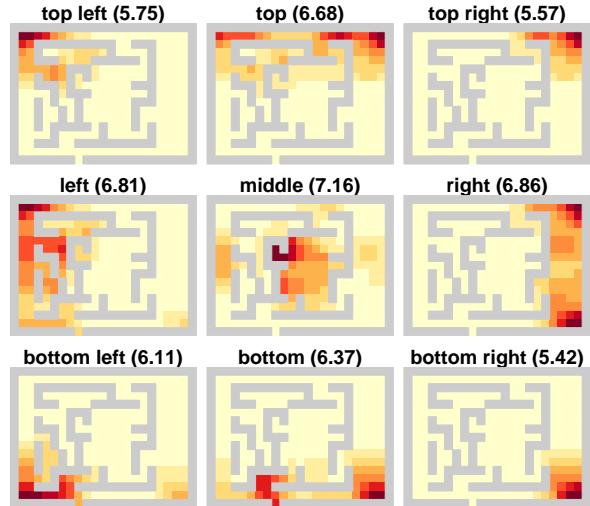 top left (5.75) top (6.68) top right (5.57)
left (6.81) middle (7.16) right (6.86)
bottom left (6.11) bottom (6.37) bottom right (5.42)